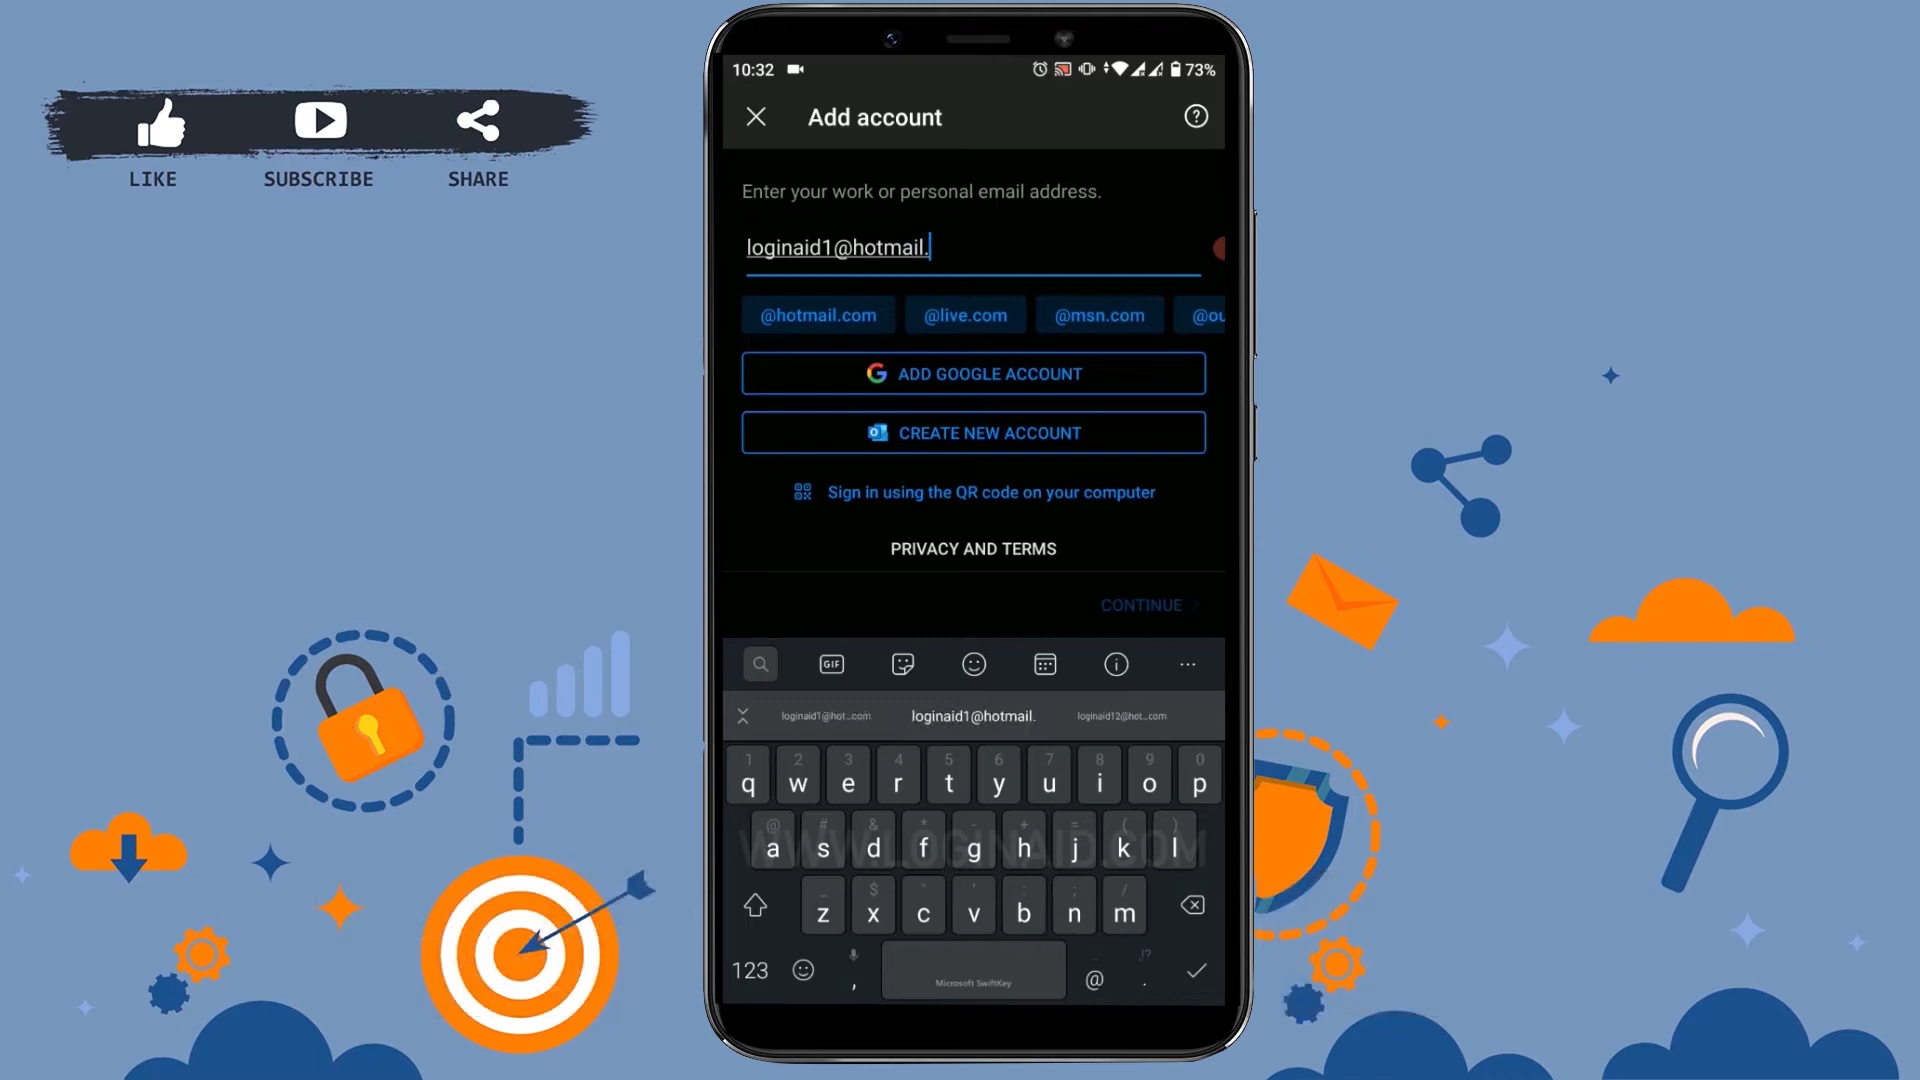 LIKE
SUBSCRIBE
SHARE
10:32
73%
Add account
Enter your work or personal email address.
loginaid1@hotmail.
@hotmail.com
@live.com
@msn.com
@ou
ADD GOOGLE ACCOUNT
CREATE NEW ACCOUNT
Sign in using the QR code on your computer
PRIVACY AND TERMS
CONTINUE
GIF
loginaid1@hot...com
loginaid1@hotmail.
loginaid12@hot...com
1 2 3 4 5 6 7 8 9 0
q w e r t y u i o p
@ # & * - + = ( )
a s d f g h j k l
WWW.LOGINAID.COM
z x c v b n m
123 , Microsoft SwiftKey @ .